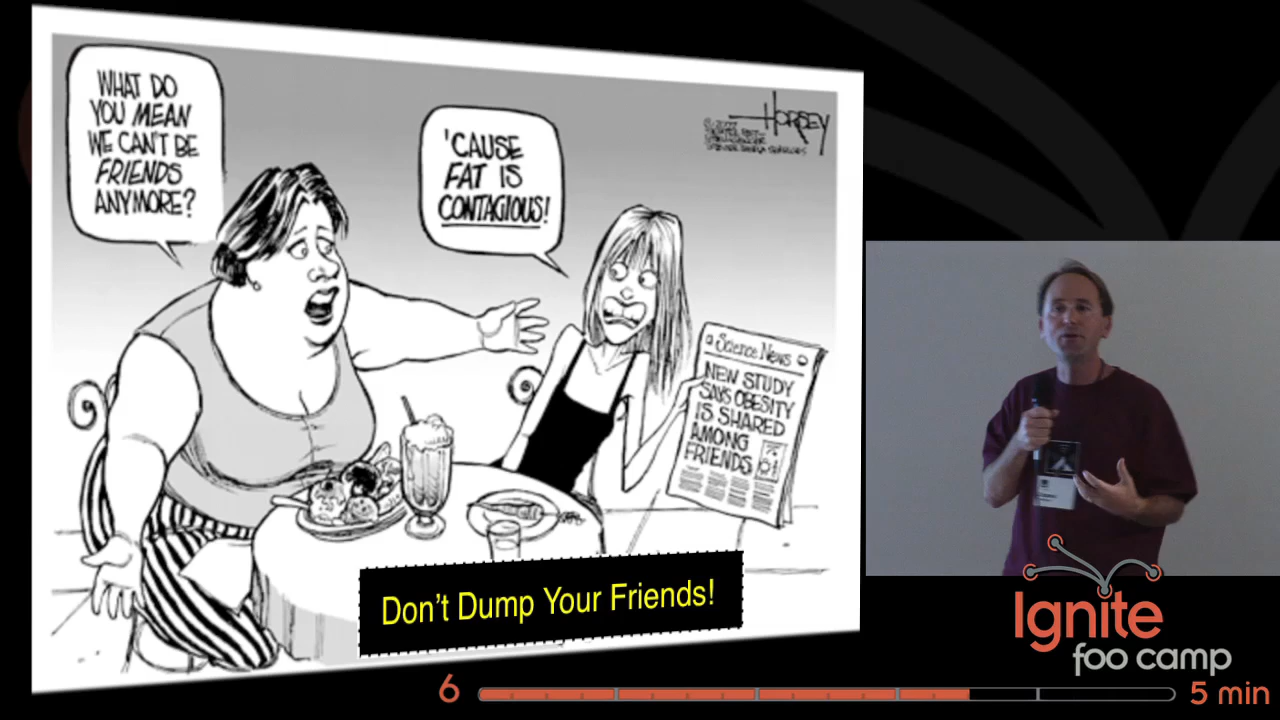 WHAT DO
YOU MEAN
WE CAN'T BE
FRIENDS
ANYMORE?
'CAUSE
FAT IS
CONTAGIOUS!
HORSEY
Science News
NEW STUDY
SAYS OBESITY
IS SHARED
AMONG
FRIENDS
Don't Dump Your Friends!
Ignite
foo camp
6
5 min